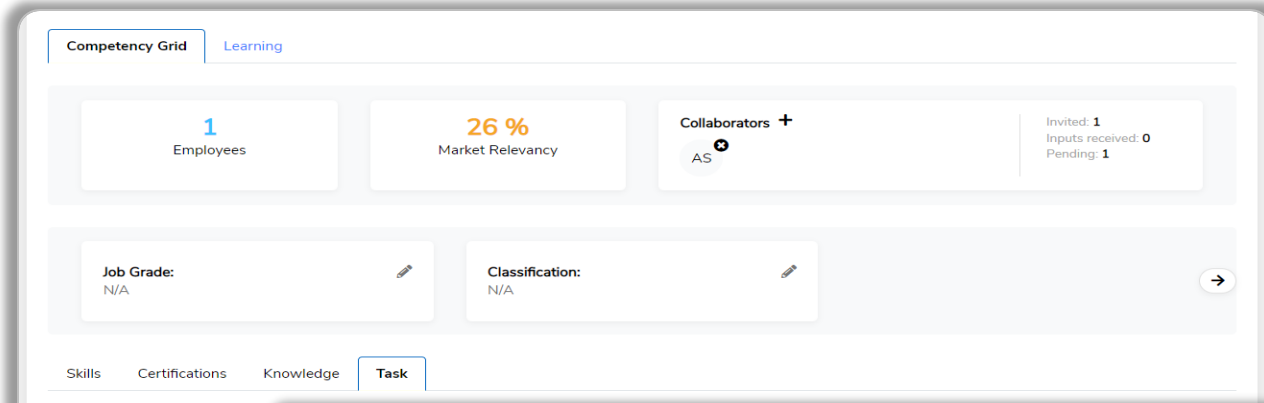 Competency Grid Learning
1
Employees
26 %
Market Relevancy
Collaborators +
AS
Invited: 1
Inputs received: 0
Pending: 1
Job Grade:
N/A
Classification:
N/A
Skills Certifications Knowledge Task